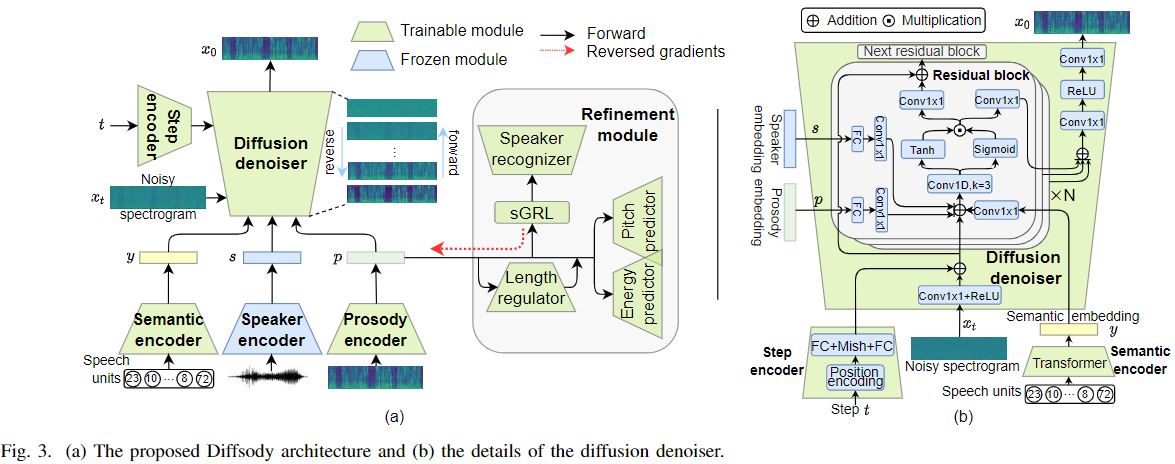 x0
Trainable module
Frozen module
Forward
Reversed gradients
t
Step
encoder
Diffusion
denoiser
reverse
...
forward
Noisy
xt
spectrogram
y
s
p
Semantic
encoder
Speaker
encoder
Prosody
encoder
Speech
units
23 10 ... 8 72
Refinement
module
Speaker
recognizer
sGRL
Length
regulator
Pitch
predictor
Energy
predictor
(a)
Addition
Multiplication
x0
Next residual block
Residual block
Conv1x1
Conv1x1
Tanh
Sigmoid
Conv1D,k=3
Conv1x1
Conv1x1
ReLU
Conv1x1
×N
Speaker
embedding
s
FC
Conv1x1
Prosody
embedding
p
FC
Conv1x1
Diffusion
denoiser
Conv1x1+ReLU
xt
Noisy spectrogram
Step
encoder
FC+Mish+FC
Position
encoding
Step t
Semantic embedding
y
Transformer
Semantic
encoder
Speech units
23 10 ... 8 72
(b)
Fig. 3. (a) The proposed Diffsody architecture and (b) the details of the diffusion denoiser.